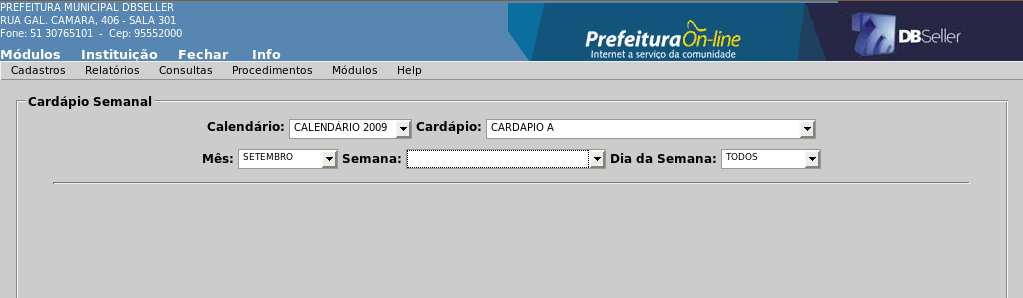 PREFEITURA MUNICIPAL DBSELLER
RUA GAL. CAMARA, 406 - SALA 301
Fone: 51 30765101 - Cep: 95552000
Prefeitura On-line
Internet a serviço da comunidade
DBSeller
Módulos Instituição Fechar Info
Cadastros Relatórios Consultas Procedimentos Módulos Help
Cardápio Semanal
Calendário: CALENDÁRIO 2009 Cardápio: CARDAPIO A
Mês: SETEMBRO Semana: Dia da Semana: TODOS